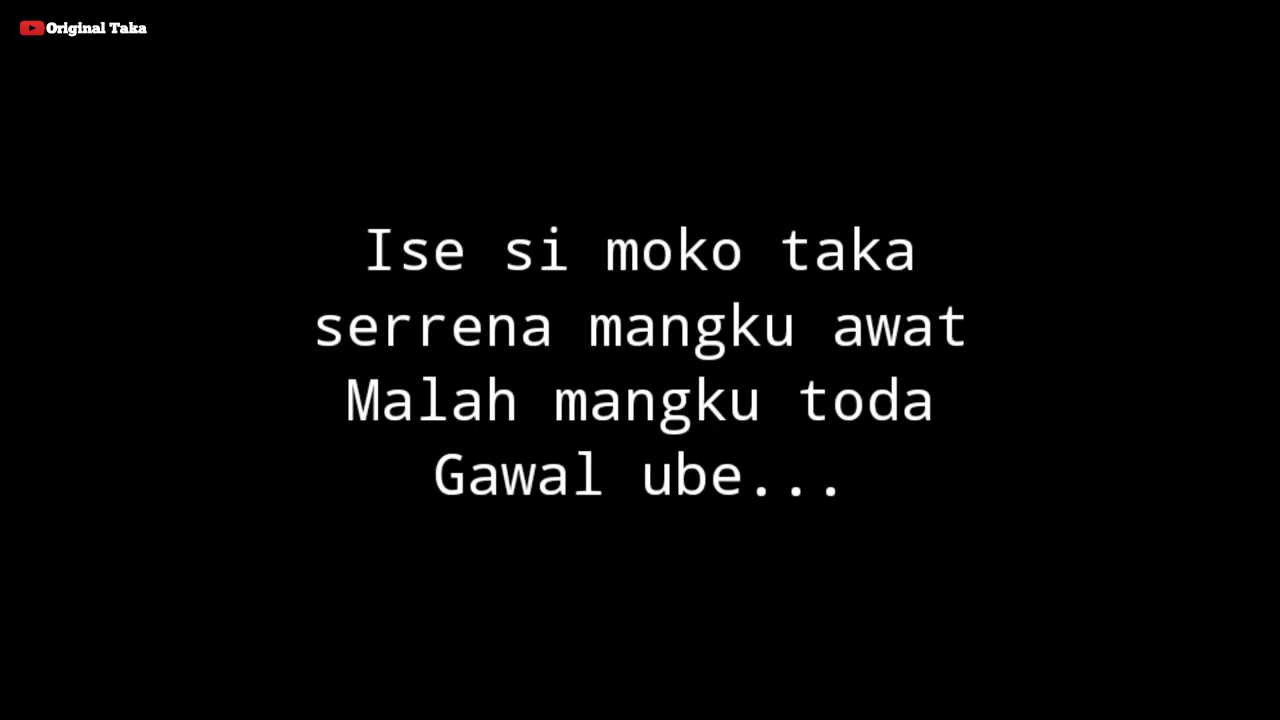 Original Taka
Ise si moko taka
serrena mangku awat
Malah mangku toda
Gawal ube...